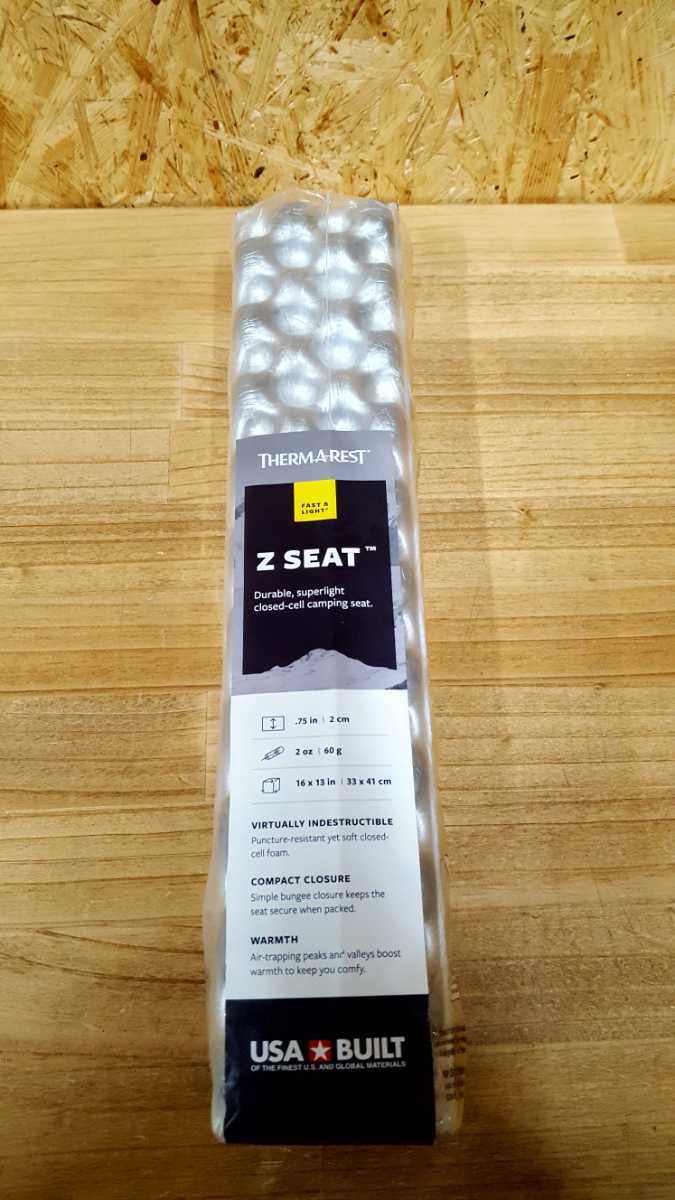 THERMAREST
FAST &
LIGHT™
Z SEAT™
Durable, superlight
closed-cell camping seat.
.75 in | 2 cm
2 oz | 60 g
16 x 13 in | 33 x 41 cm
VIRTUALLY INDESTRUCTIBLE
Puncture-resistant yet soft closed-
cell foam.
COMPACT CLOSURE
Simple bungee closure keeps the
seat secure when packed.
WARMTH
Air-trapping peaks and valleys boost
warmth to keep you comfy.
USA BUILT
OF THE FINEST U.S. AND GLOBAL MATERIALS